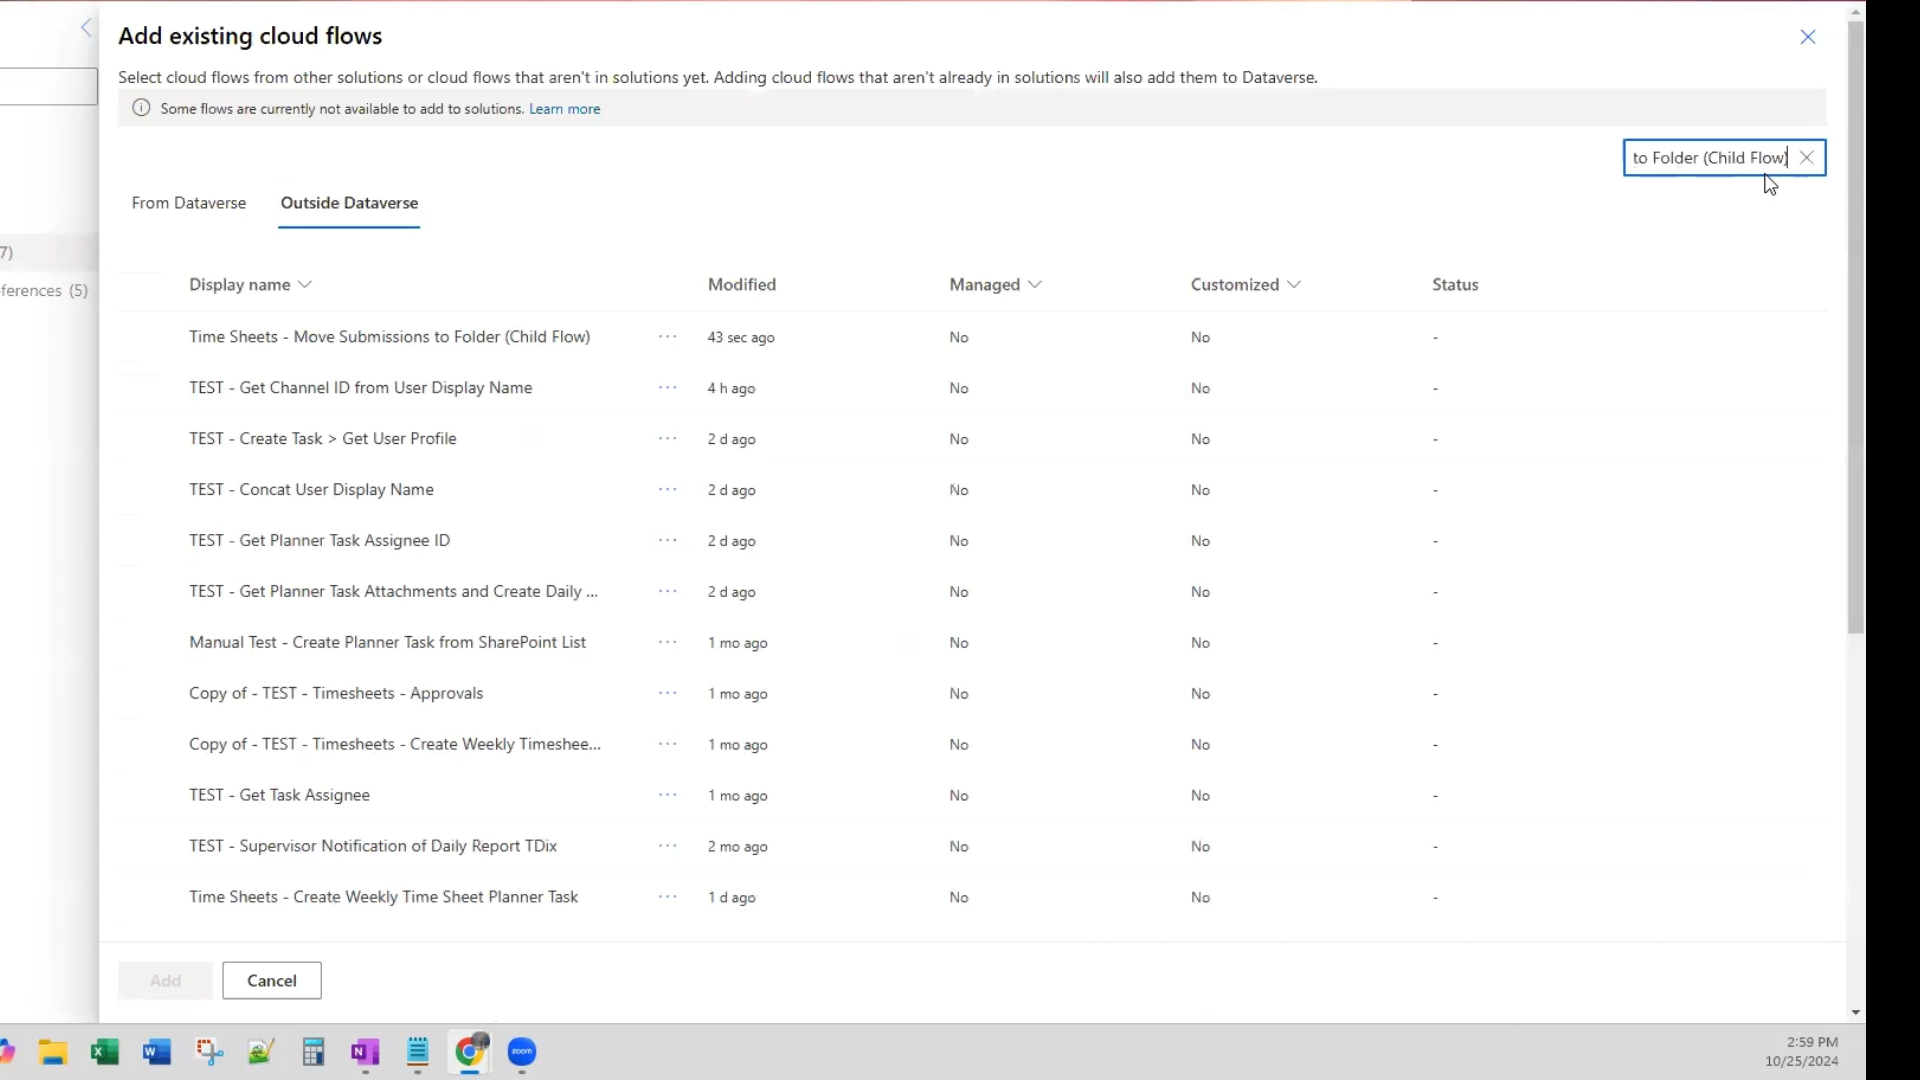 Add existing cloud flows
Select cloud flows from other solutions or cloud flows that aren't in solutions yet. Adding cloud flows that aren't already in solutions will also add them to Dataverse.
Some flows are currently not available to add to solutions. Learn more
to Folder (Child Flow)
From Dataverse Outside Dataverse
7)
ferences (5)
Display name Modified Managed Customized Status
Time Sheets - Move Submissions to Folder (Child Flow) ... 43 sec ago No No -
TEST - Get Channel ID from User Display Name ... 4 h ago No No -
TEST - Create Task > Get User Profile ... 2 d ago No No -
TEST - Concat User Display Name ... 2 d ago No No -
TEST - Get Planner Task Assignee ID ... 2 d ago No No -
TEST - Get Planner Task Attachments and Create Daily ... ... 2 d ago No No -
Manual Test - Create Planner Task from SharePoint List ... 1 mo ago No No -
Copy of - TEST - Timesheets - Approvals ... 1 mo ago No No -
Copy of - TEST - Timesheets - Create Weekly Timeshee... ... 1 mo ago No No -
TEST - Get Task Assignee ... 1 mo ago No No -
TEST - Supervisor Notification of Daily Report TDix ... 2 mo ago No No -
Time Sheets - Create Weekly Time Sheet Planner Task ... 1 d ago No No -
Add Cancel
zoom
2:59 PM
10/25/2024